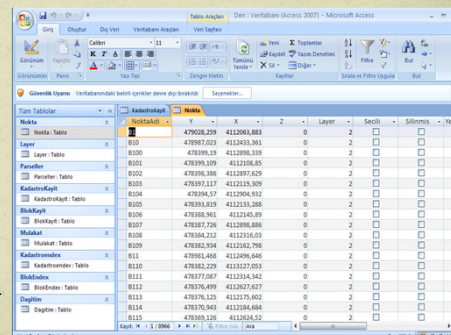 Tablo Araçları Den : Veritabanı (Access 2007) - Microsoft Access
Giriş Oluştur Dış Veri Veritabanı Araçları Veri Sayfası
Calibri 11
Görünüm Yapıştır Tümünü Yenile Yeni Toplamlar Kaydet Yazım Denetimi Sil Diğer Filtre Bul
Görünümler Pano Yazı Tipi Zengin Metin Kayıtlar Sırala ve Filtre Uygula Bul
Güvenlik Uyarısı Veritabanındaki belirli içerikler devre dışı bırakıldı Seçenekler...
Tüm Tablolar KadastroKayit Nokta
Nokta
Nokta : Tablo
Layer
Layer : Tablo
Parseller
Parseller : Tablo
KadastroKayit
KadastroKayit : Tablo
BlokKayit
BlokKayit : Tablo
Mulakat
Mulakat : Tablo
Kadastroendex
Kadastroendex : Tablo
BlokEndex
BlokEndex : Tablo
Dagitim
Dagitim : Tablo
NoktaAdi Y X Z Layer Secili Silinmis
B1 479028,259 4112063,883 0 2
B10 478987,023 4112433,361 0 2
B100 478399,19 4112898,339 0 2
B101 478399,109 4112108,85 0 2
B102 478398,386 4112897,629 0 2
B103 478397,117 4112119,309 0 2
B104 478394,57 4112904,932 0 2
B105 478393,819 4112133,288 0 2
B106 478388,961 4112145,89 0 2
B107 478387,726 4112898,886 0 2
B108 478384,212 4112316,03 0 2
B109 478382,934 4112162,798 0 2
B11 478981,468 4112496,646 0 2
B110 478382,229 4113127,053 0 2
B111 478377,087 4112314,342 0 2
B112 478376,499 4112627,627 0 2
B113 478376,125 4112175,602 0 2
B114 478370,943 4112184,684 0 2
B115 478369,126 4112624,52 0 2
Kayıt: 1 / 8966 Filtre Yok Ara